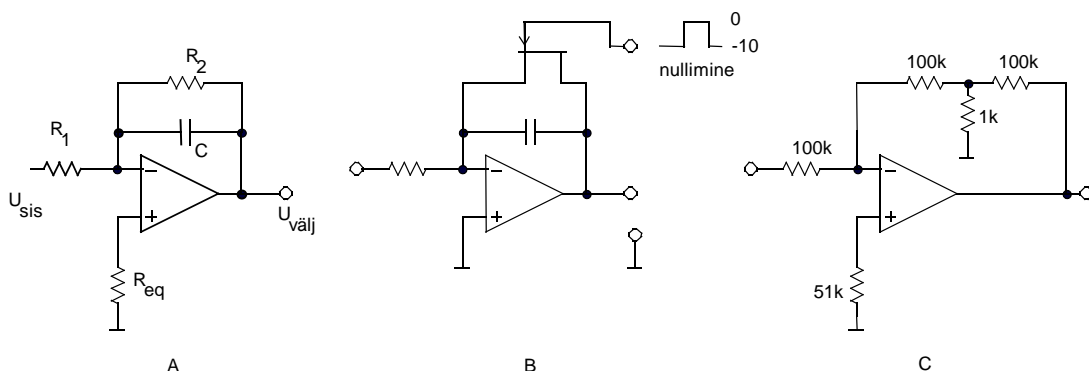 R2
R1
C
−
+
Usis
Uvälj
Req
A
0
-10
nullimine
−
+
B
100k
100k
1k
100k
−
+
51k
C